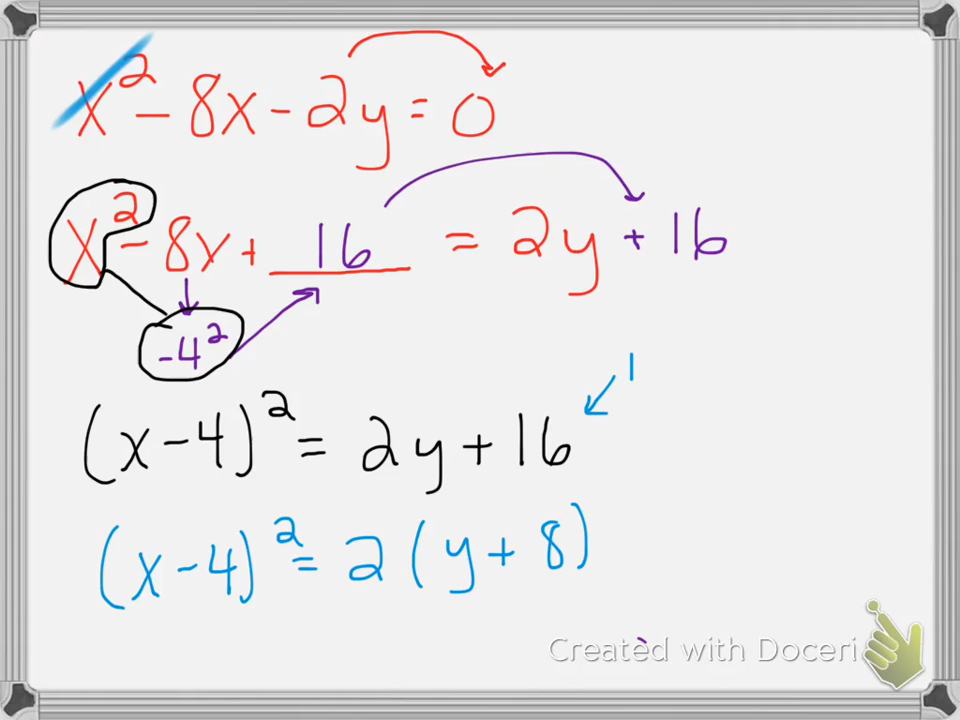 x² - 8x - 2y = 0
x² - 8x + 16 = 2y + 16
-4²
1
(x-4)² = 2y + 16
(x-4)² = 2(y+8)
Created with Doceri